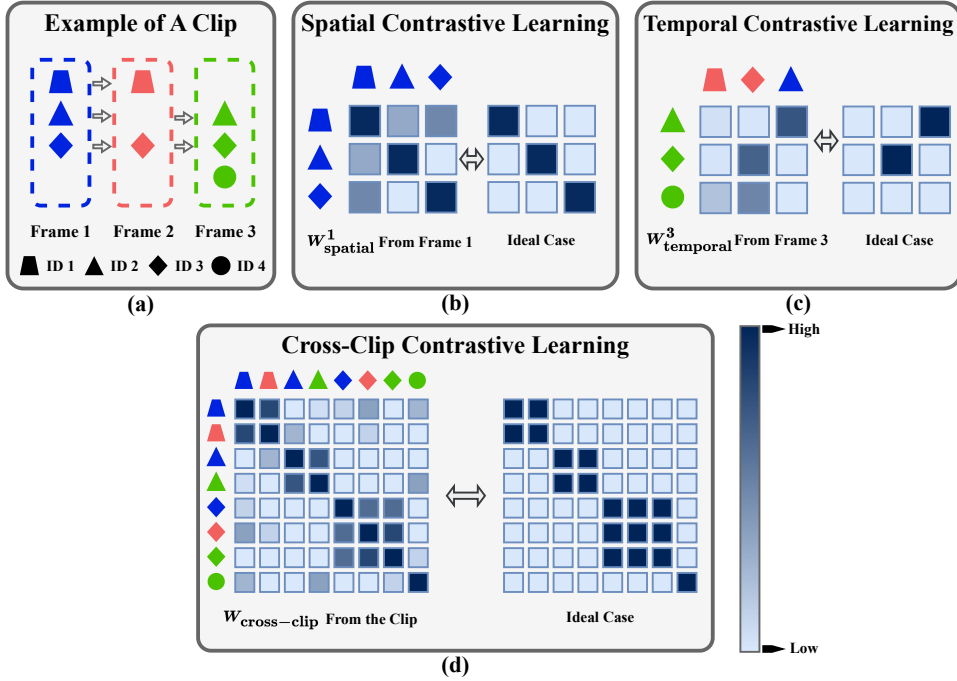 Example of A Clip
Frame 1 Frame 2 Frame 3
ID 1 ID 2 ID 3 ID 4
(a)
Spatial Contrastive Learning
W¹spatial From Frame 1 Ideal Case
(b)
Temporal Contrastive Learning
W³temporal From Frame 3 Ideal Case
(c)
Cross-Clip Contrastive Learning
Wcross−clip From the Clip Ideal Case
(d)
High
Low